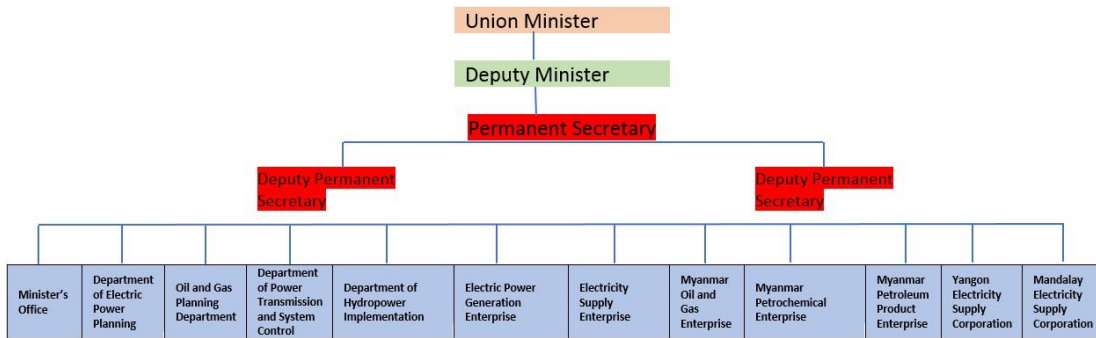 Union Minister
Deputy Minister
Permanent Secretary
Deputy Permanent
Secretary
Deputy Permanent
Secretary
Minister's
Office
Department
of Electric
Power
Planning
Oil and Gas
Planning
Department
Department
of Power
Transmission
and System
Control
Department of
Hydropower
Implementation
Electric Power
Generation
Enterprise
Electricity
Supply
Enterprise
Myanmar
Oil and
Gas
Enterprise
Myanmar
Petrochemical
Enterprise
Myanmar
Petroleum
Product
Enterprise
Yangon
Electricity
Supply
Corporation
Mandalay
Electricity
Supply
Corporation